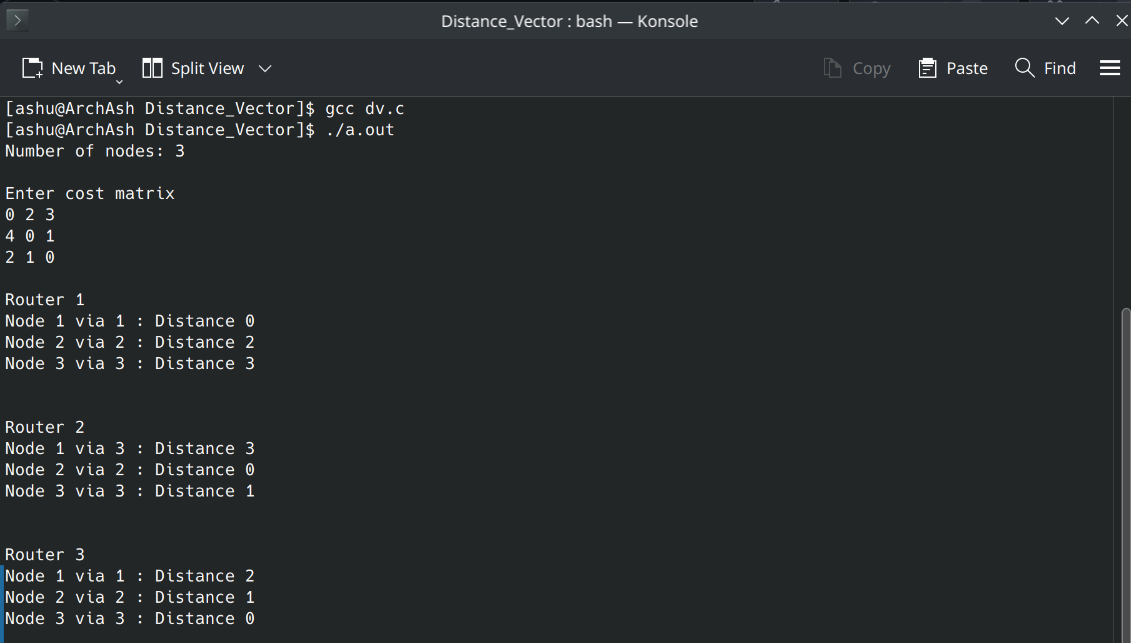 Distance_Vector : bash — Konsole
New Tab Split View Copy Paste Find
[ashu@ArchAsh Distance_Vector]$ gcc dv.c
[ashu@ArchAsh Distance_Vector]$ ./a.out
Number of nodes: 3
Enter cost matrix
0 2 3
4 0 1
2 1 0
Router 1
Node 1 via 1 : Distance 0
Node 2 via 2 : Distance 2
Node 3 via 3 : Distance 3
Router 2
Node 1 via 3 : Distance 3
Node 2 via 2 : Distance 0
Node 3 via 3 : Distance 1
Router 3
Node 1 via 1 : Distance 2
Node 2 via 2 : Distance 1
Node 3 via 3 : Distance 0